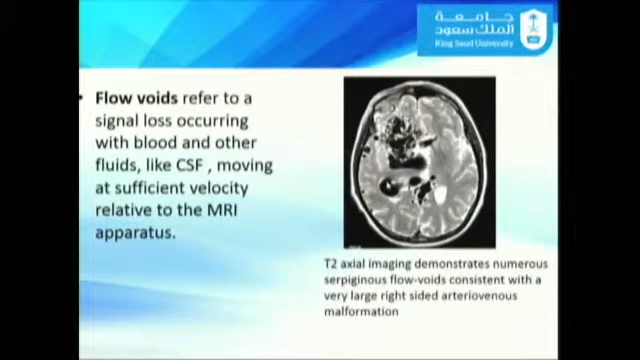 جامعة
الملك سعود
King Saud University
• Flow voids refer to a
signal loss occurring
with blood and other
fluids, like CSF , moving
at sufficient velocity
relative to the MRI
apparatus.
T2 axial imaging demonstrates numerous
serpiginous flow-voids consistent with a
very large right sided arteriovenous
malformation